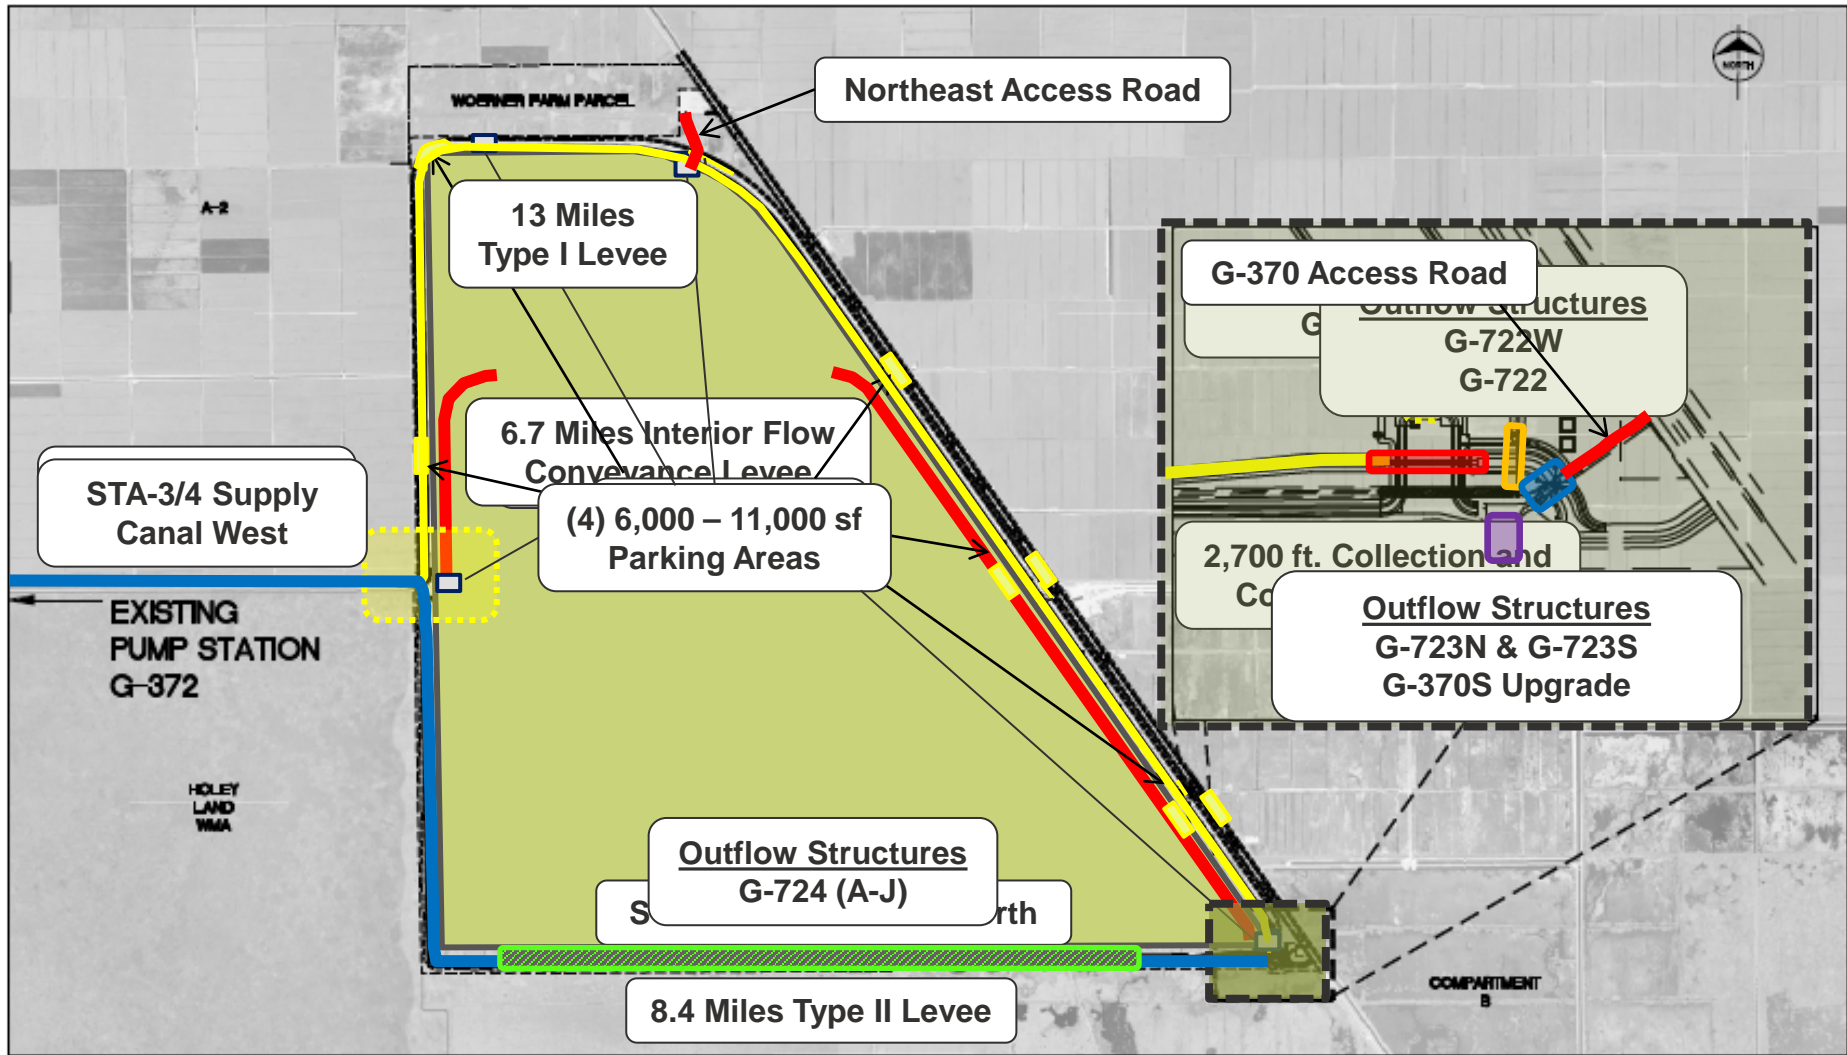 WOERNER FARM PARCEL
Northeast Access Road
NORTH
A-2
13 Miles
Type I Levee
G-370 Access Road
Outflow Structures
G-722W
G-722
6.7 Miles Interior Flow
Conveyance Levee
STA-3/4 Supply
Canal West
(4) 6,000 – 11,000 sf
Parking Areas
2,700 ft. Collection and
Outflow Structures
G-723N & G-723S
G-370S Upgrade
EXISTING
PUMP STATION
G-372
HOLEY
LAND
WMA
Outflow Structures
G-724 (A-J)
8.4 Miles Type II Levee
COMPARTMENT
B